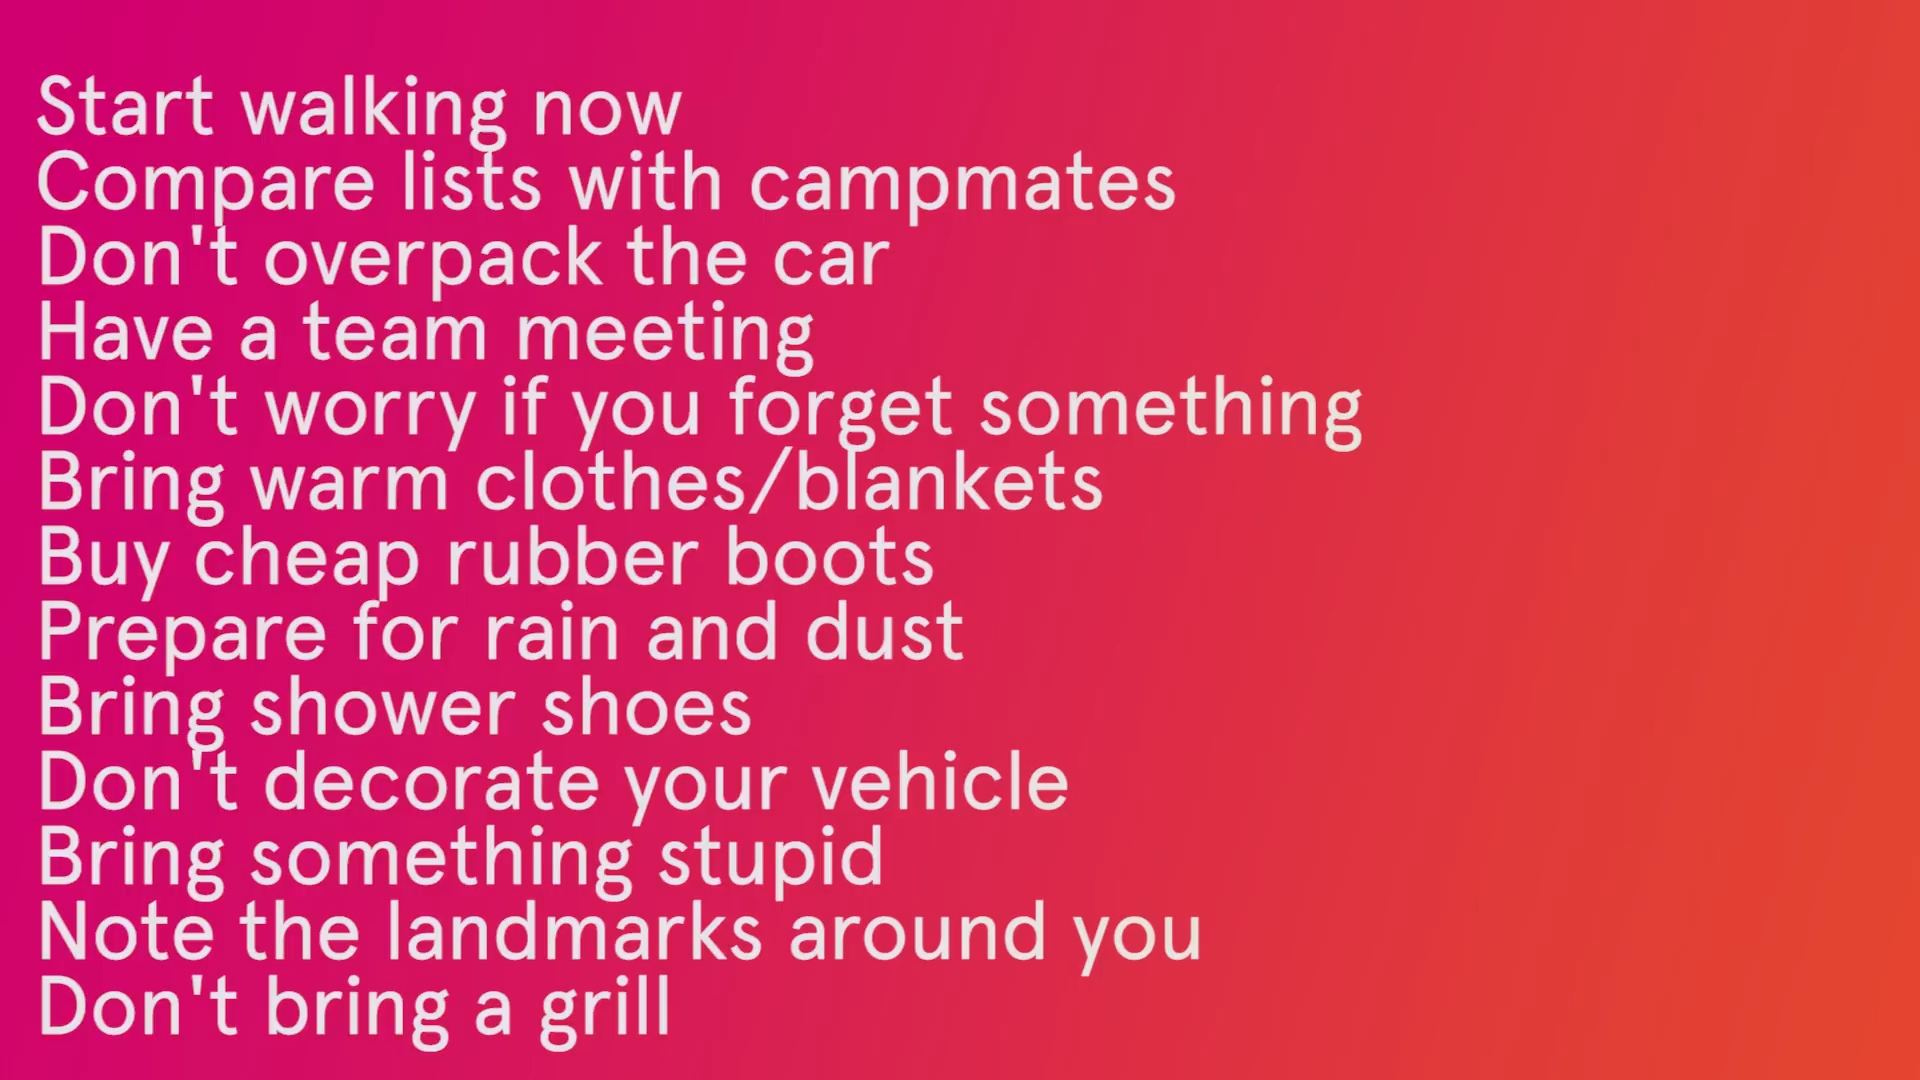 Start walking now
Compare lists with campmates
Don't overpack the car
Have a team meeting
Don't worry if you forget something
Bring warm clothes/blankets
Buy cheap rubber boots
Prepare for rain and dust
Bring shower shoes
Don't decorate your vehicle
Bring something stupid
Note the landmarks around you
Don't bring a grill